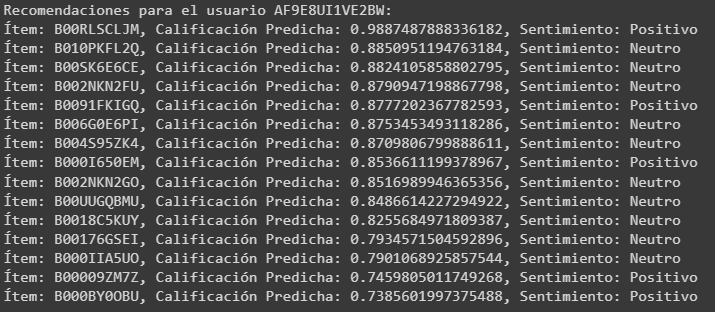 Recomendaciones para el usuario AF9E8UI1VE2BW:
Ítem: B00RLSCLJM, Calificación Predicha: 0.9887487888336182, Sentimiento: Positivo
Ítem: B010PKFL2Q, Calificación Predicha: 0.8850951194763184, Sentimiento: Neutro
Ítem: B00SK6E6CE, Calificación Predicha: 0.8824105858802795, Sentimiento: Neutro
Ítem: B002NKN2FU, Calificación Predicha: 0.8790947198867798, Sentimiento: Neutro
Ítem: B0091FKIGQ, Calificación Predicha: 0.8777202367782593, Sentimiento: Positivo
Ítem: B006G0E6PI, Calificación Predicha: 0.8753453493118286, Sentimiento: Neutro
Ítem: B004S95ZK4, Calificación Predicha: 0.8709806799888611, Sentimiento: Neutro
Ítem: B000I650EM, Calificación Predicha: 0.8536611199378967, Sentimiento: Positivo
Ítem: B002NKN2GO, Calificación Predicha: 0.8516989946365356, Sentimiento: Neutro
Ítem: B00UUGQBMU, Calificación Predicha: 0.8486614227294922, Sentimiento: Neutro
Ítem: B0018C5KUY, Calificación Predicha: 0.8255684971809387, Sentimiento: Neutro
Ítem: B00176GSEI, Calificación Predicha: 0.7934571504592896, Sentimiento: Neutro
Ítem: B000IIA5UO, Calificación Predicha: 0.7901068925857544, Sentimiento: Neutro
Ítem: B00009ZM7Z, Calificación Predicha: 0.7459805011749268, Sentimiento: Positivo
Ítem: B000BY0OBU, Calificación Predicha: 0.7385601997375488, Sentimiento: Positivo